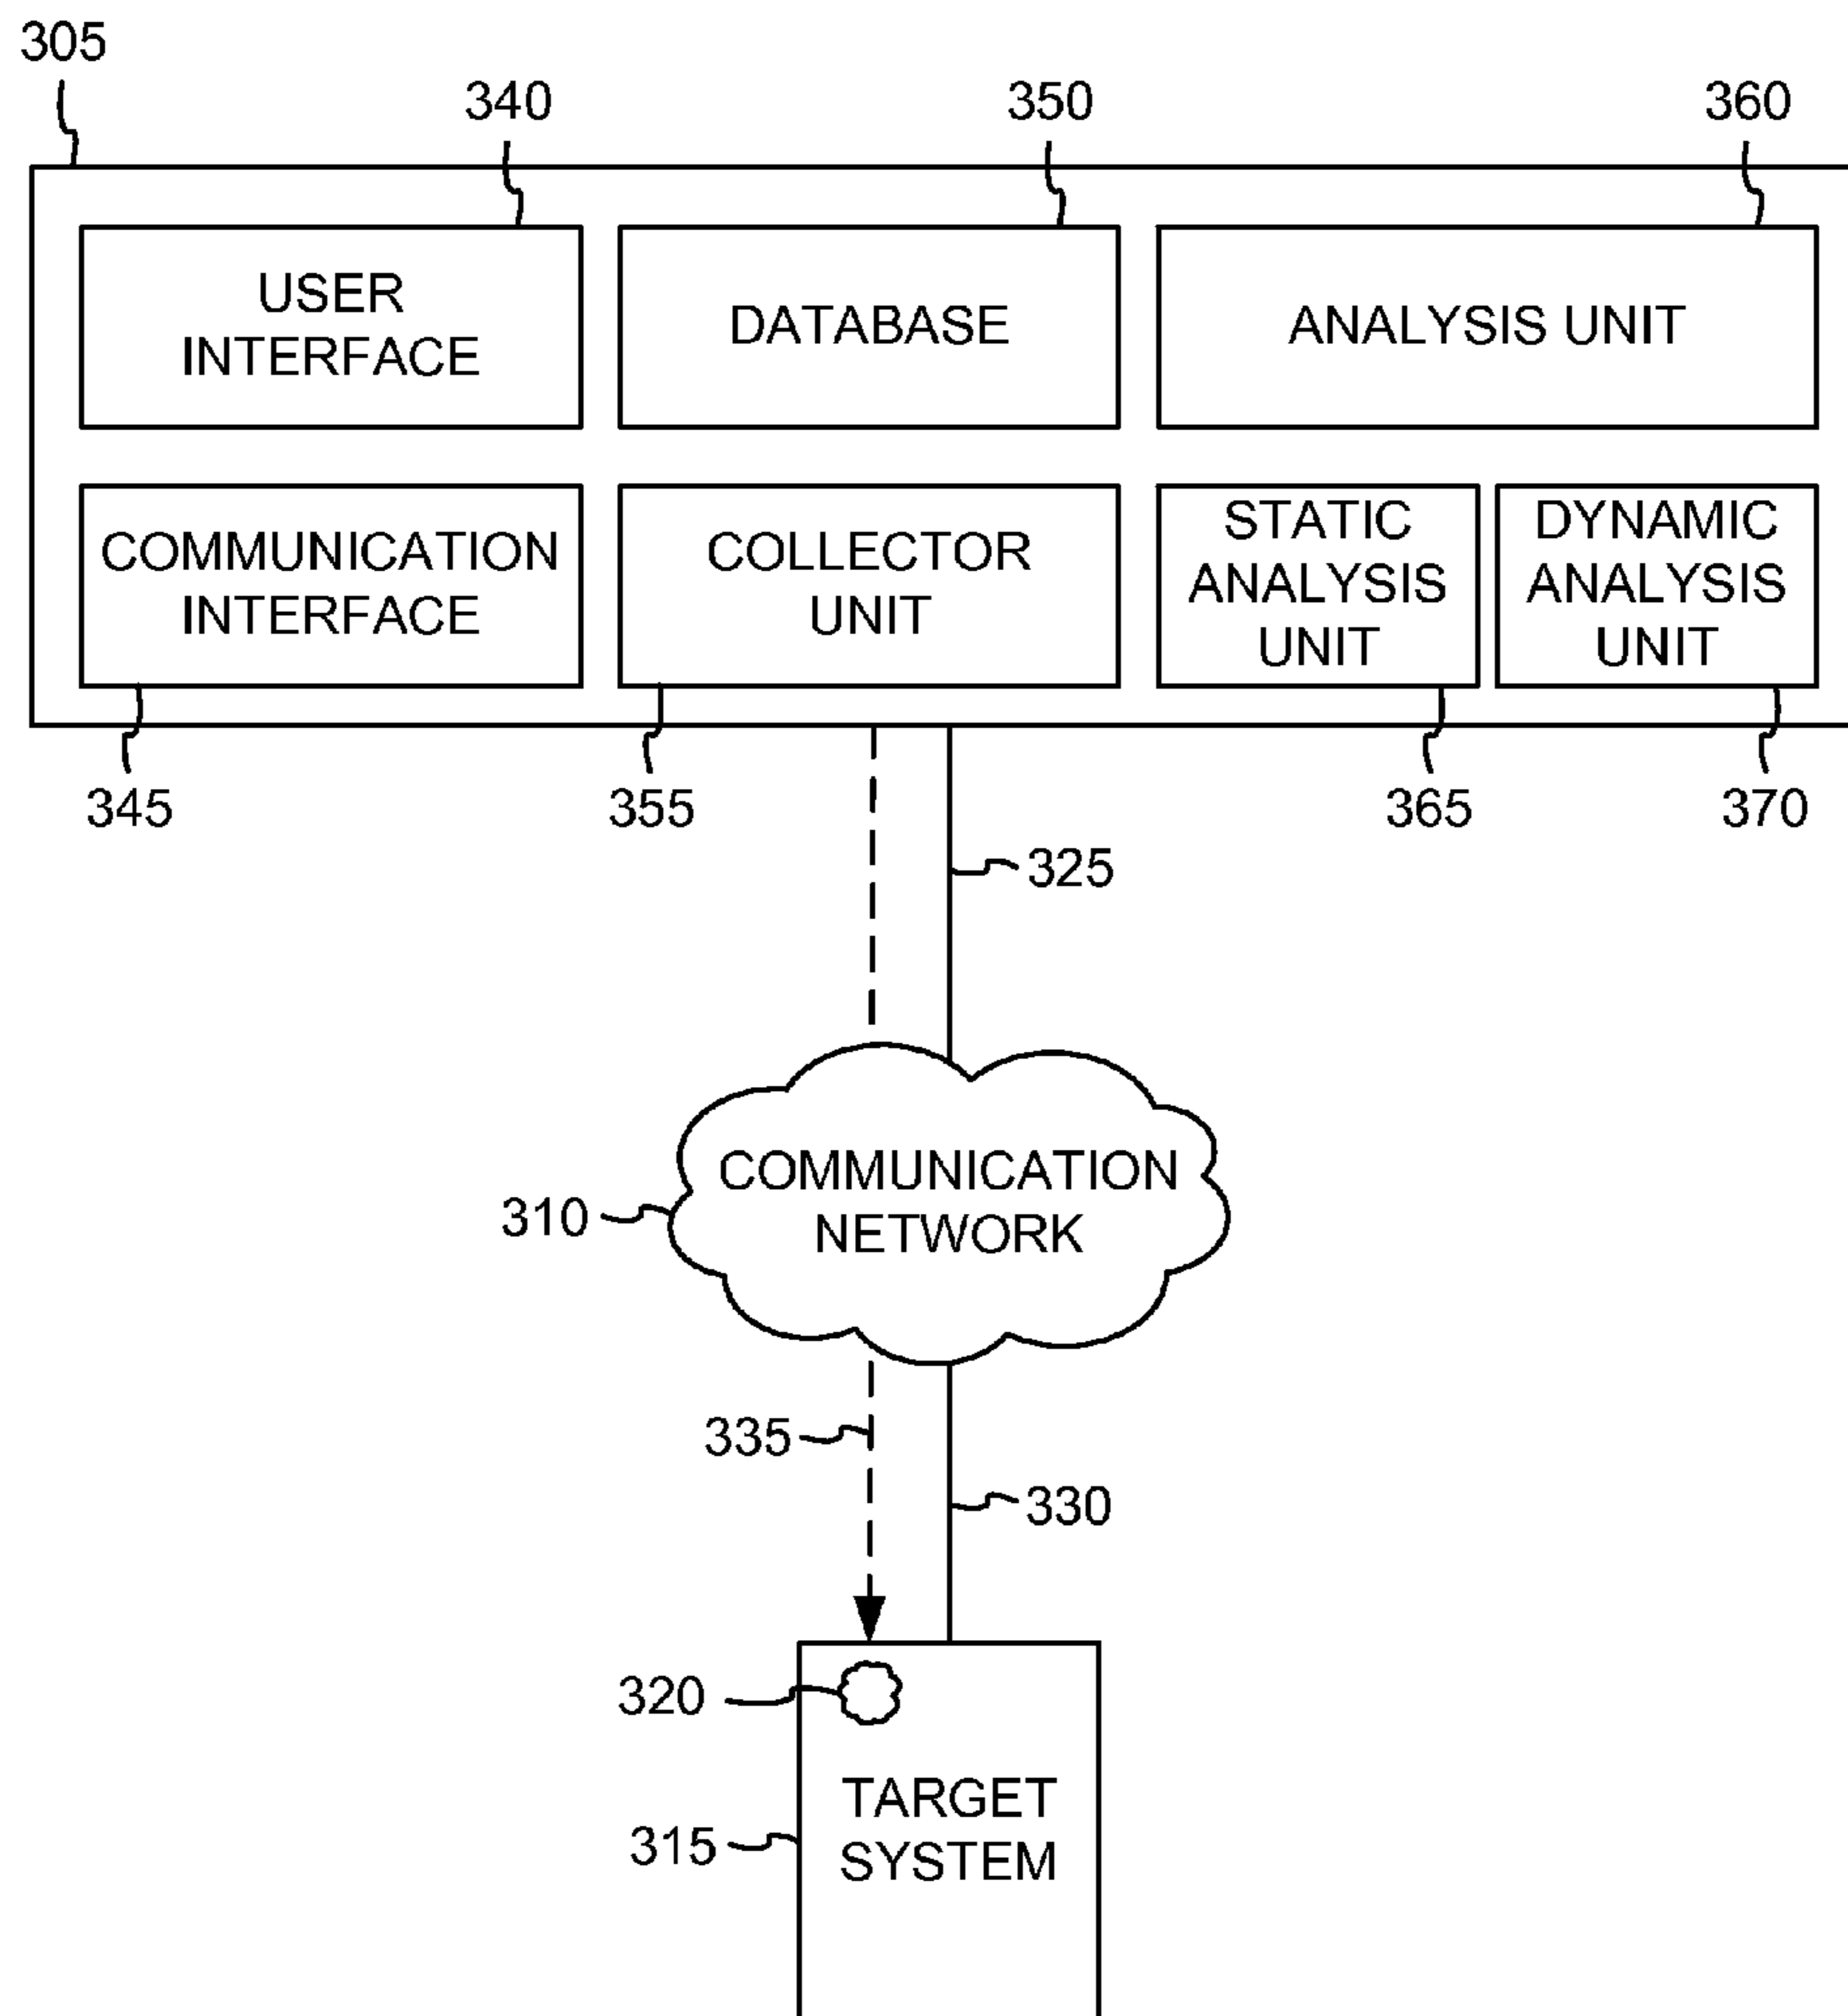 305
340
350
360
USER
INTERFACE
DATABASE
ANALYSIS UNIT
COMMUNICATION
INTERFACE
COLLECTOR
UNIT
STATIC
ANALYSIS
UNIT
DYNAMIC
ANALYSIS
UNIT
345
355
365
370
325
COMMUNICATION
NETWORK
310
335
330
320
TARGET
SYSTEM
315